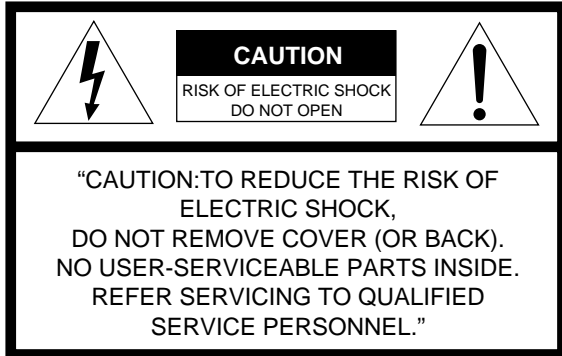 CAUTION
RISK OF ELECTRIC SHOCK
DO NOT OPEN
“CAUTION:TO REDUCE THE RISK OF
ELECTRIC SHOCK,
DO NOT REMOVE COVER (OR BACK).
NO USER-SERVICEABLE PARTS INSIDE.
REFER SERVICING TO QUALIFIED
SERVICE PERSONNEL.”